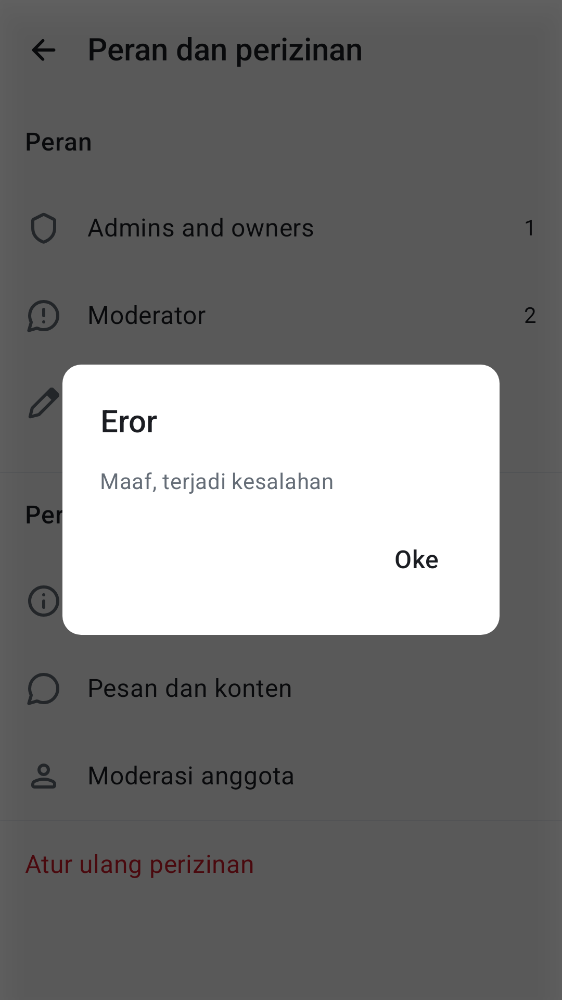 Peran dan perizinan
Peran
Admins and owners 1
Moderator 2
Eror
Maaf, terjadi kesalahan
Oke
Pesan dan konten
Moderasi anggota
Atur ulang perizinan